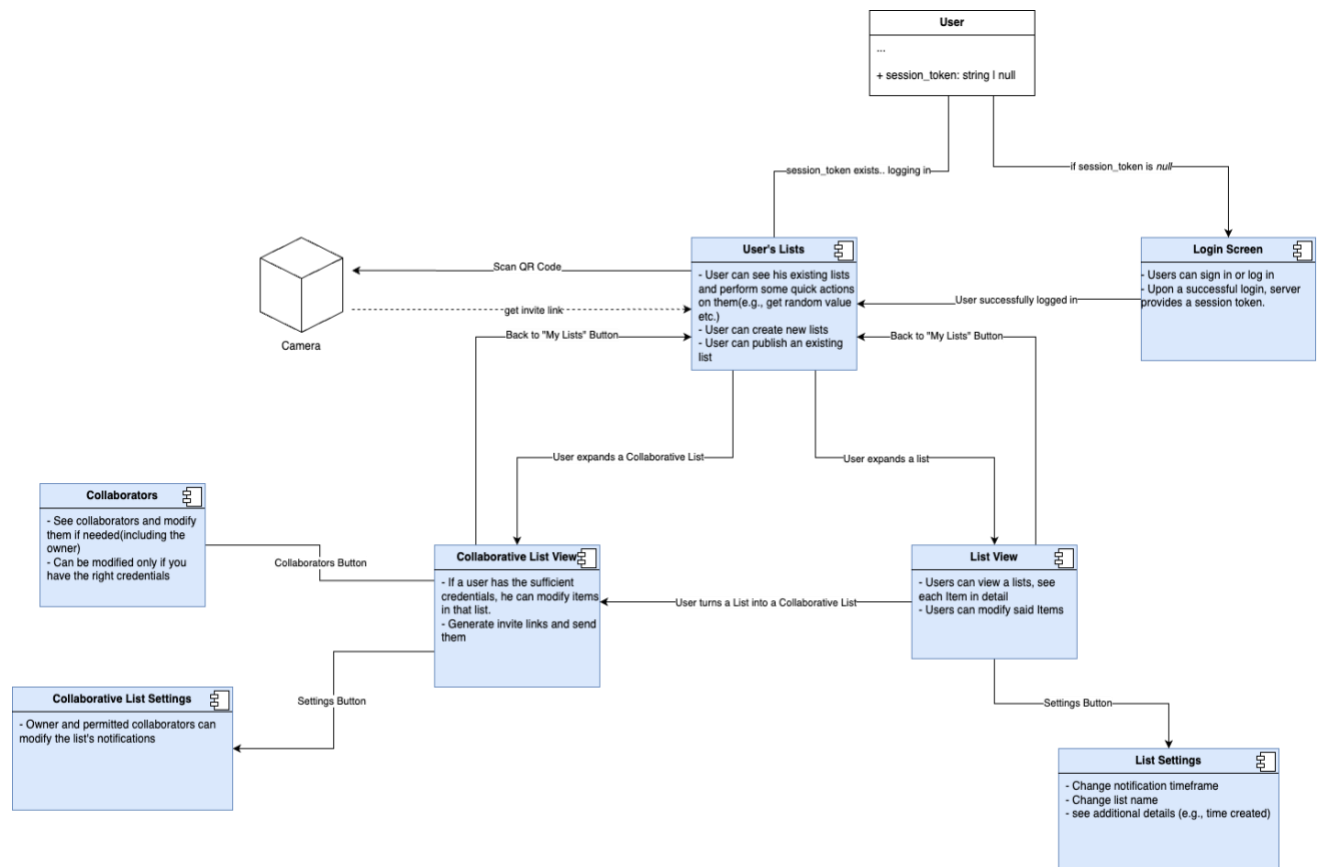 User
...
+ session_token: string | null
session_token exists.. logging in
if session_token is null
User's Lists
- User can see his existing lists
and perform some quick actions
on them(e.g., get random value
etc.)
- User can create new lists
- User can publish an existing
list
Login Screen
- Users can sign in or log in
- Upon a successful login, server
provides a session token.
Scan QR Code
User successfully logged in
get invite link
Back to "My Lists" Button
Back to "My Lists" Button
Camera
User expands a Collaborative List
User expands a list
Collaborators
- See collaborators and modify
them if needed(including the
owner)
- Can be modified only if you
have the right credentials
Collaborators Button
Collaborative List View
- If a user has the sufficient
credentials, he can modify items
in that list.
- Generate invite links and send
them
User turns a List into a Collaborative List
List View
- Users can view a lists, see
each Item in detail
- Users can modify said Items
Collaborative List Settings
- Owner and permitted collaborators can
modify the list's notifications
Settings Button
Settings Button
List Settings
- Change notification timeframe
- Change list name
- see additional details (e.g., time created)